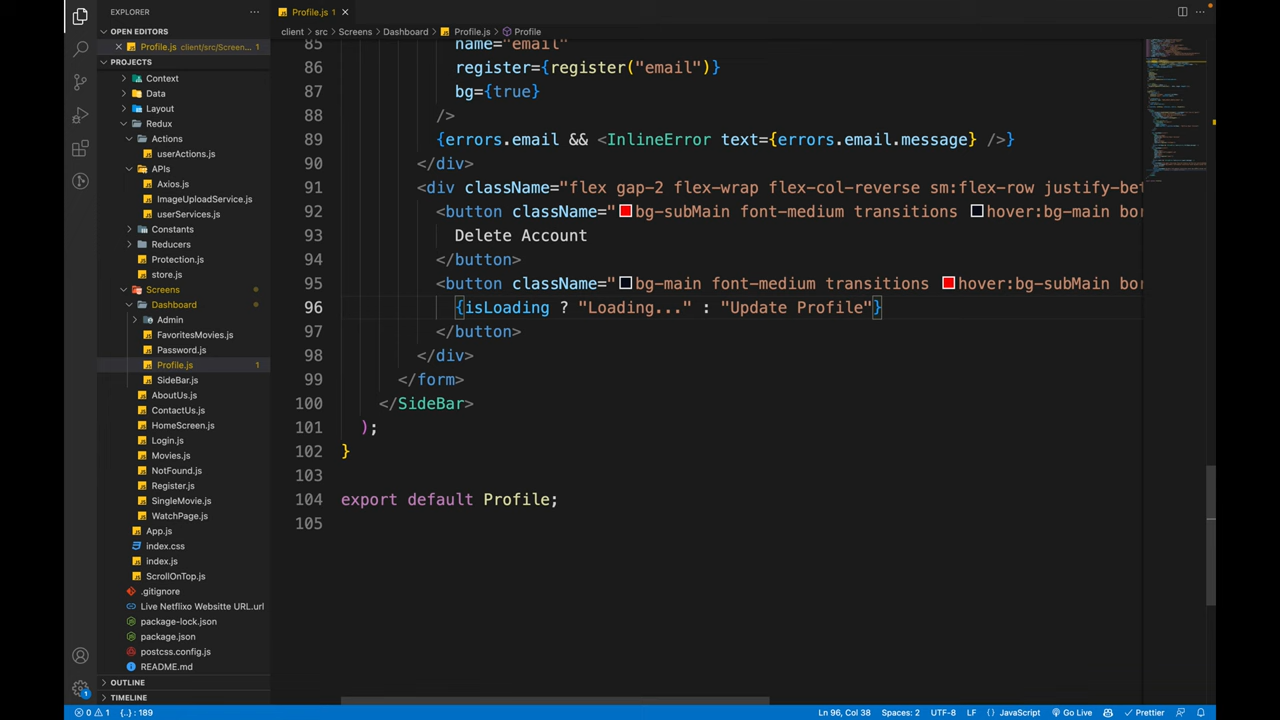 EXPLORER
Profile.js 1
OPEN EDITORS
client > src > Screens > Dashboard > Profile.js > Profile
Profile.js client/src/Screen... 1
PROJECTS
Context
Data
Layout
Redux
Actions
userActions.js
APIs
Axios.js
ImageUploadService.js
userServices.js
Constants
Reducers
Protection.js
store.js
Screens
Dashboard
Admin
FavoritesMovies.js
Password.js
Profile.js 1
SideBar.js
AboutUs.js
ContactUs.js
HomeScreen.js
Login.js
Movies.js
NotFound.js
Register.js
SingleMovie.js
WatchPage.js
App.js
index.css
index.js
ScrollOnTop.js
.gitignore
Live Netflixo Websitte URL.url
package-lock.json
package.json
postcss.config.js
README.md
OUTLINE
TIMELINE
85 name="email"
86 register={register("email")}
87 bg={true}
88 />
89 {errors.email && <InlineError text={errors.email.message} />}
90 </div>
91 <div className="flex gap-2 flex-wrap flex-col-reverse sm:flex-row justify-bet
92 <button className="bg-subMain font-medium transitions hover:bg-main bor
93 Delete Account
94 </button>
95 <button className="bg-main font-medium transitions hover:bg-subMain bor
96 {isLoading ? "Loading..." : "Update Profile"}
97 </button>
98 </div>
99 </form>
100 </SideBar>
101 );
102 }
103
104 export default Profile;
105
0 1 {..} : 189 Ln 96, Col 38 Spaces: 2 UTF-8 LF {} JavaScript Go Live Prettier